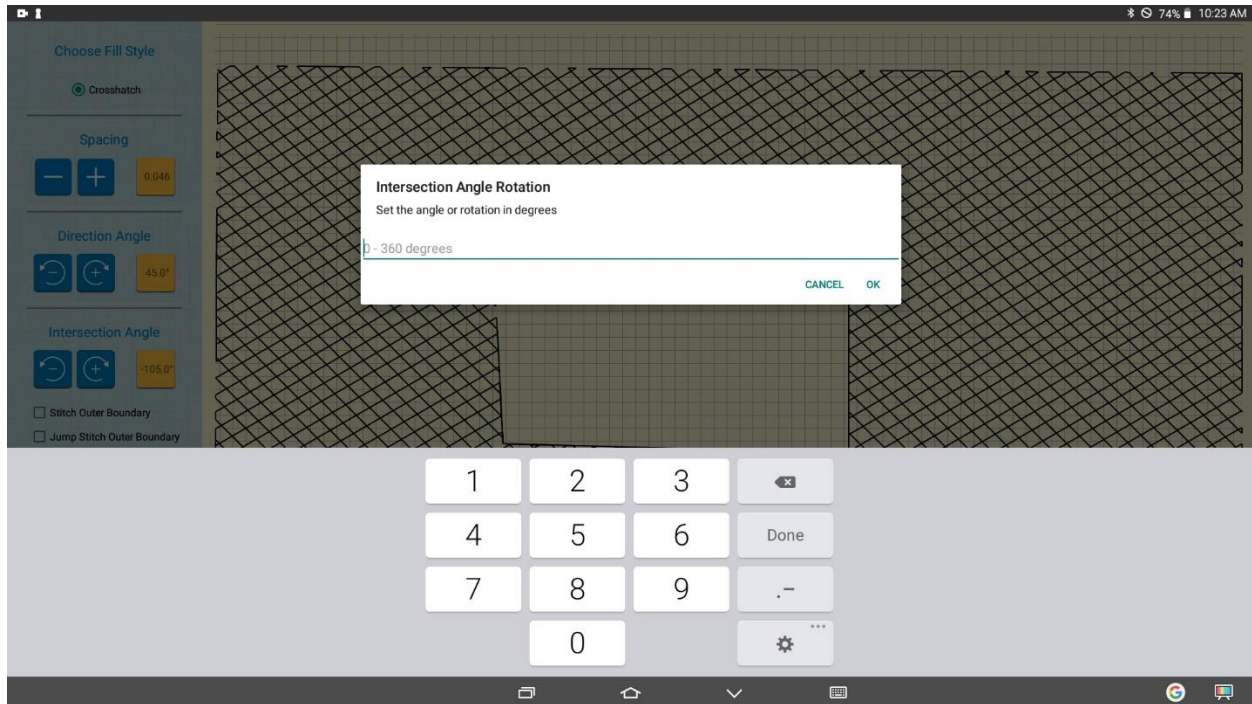 74% 10:23 AM
Choose Fill Style
Crosshatch
Spacing
0.046
Direction Angle
45.0°
Intersection Angle
-105.0°
Stitch Outer Boundary
Jump Stitch Outer Boundary
Intersection Angle Rotation
Set the angle or rotation in degrees
0 - 360 degrees
CANCEL OK
1 2 3
4 5 6 Done
7 8 9 .–
0